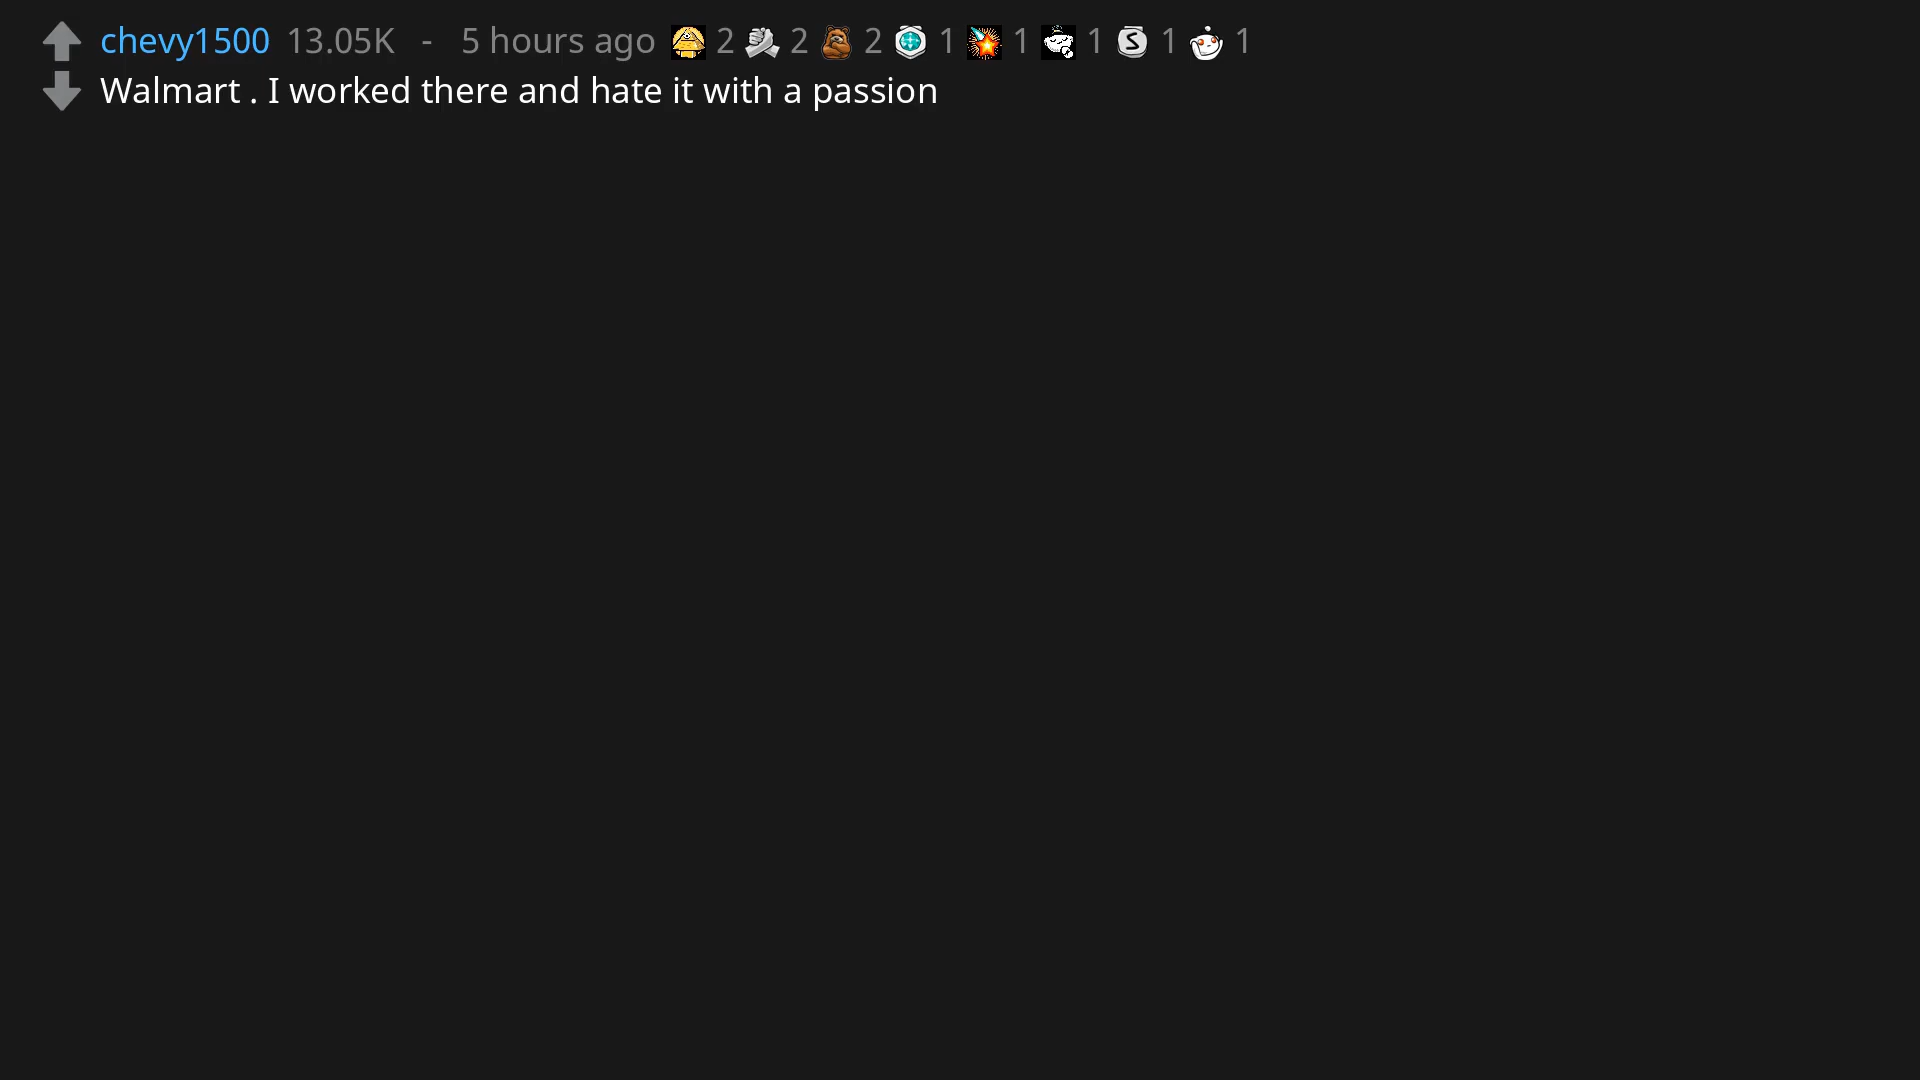 chevy1500 13.05K - 5 hours ago 2 2 2 1 1 1 1 1
Walmart . I worked there and hate it with a passion